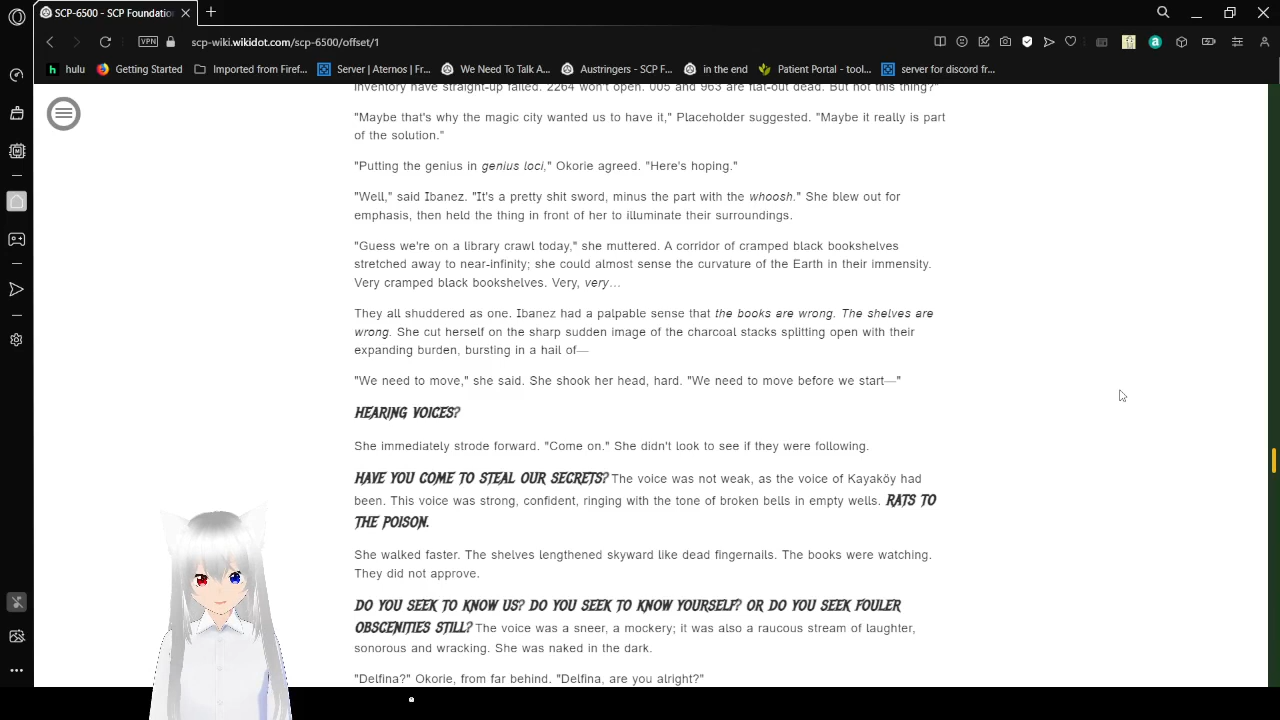 SCP-6500 - SCP Foundatio
VPN
scp-wiki.wikidot.com/scp-6500/offset/1
hulu
Getting Started
Imported from Firef...
Server | Aternos | Fr...
We Need To Talk A...
Austringers - SCP F...
in the end
Patient Portal - tool...
server for discord fr...
inventory have straight-up failed. 2264 won't open. 005 and 963 are flat-out dead. But not this thing?"
"Maybe that's why the magic city wanted us to have it," Placeholder suggested. "Maybe it really is part
of the solution."
"Putting the genius in genius loci," Okorie agreed. "Here's hoping."
"Well," said Ibanez. "It's a pretty shit sword, minus the part with the whoosh." She blew out for
emphasis, then held the thing in front of her to illuminate their surroundings.
"Guess we're on a library crawl today," she muttered. A corridor of cramped black bookshelves
stretched away to near-infinity; she could almost sense the curvature of the Earth in their immensity.
Very cramped black bookshelves. Very, very…
They all shuddered as one. Ibanez had a palpable sense that the books are wrong. The shelves are
wrong. She cut herself on the sharp sudden image of the charcoal stacks splitting open with their
expanding burden, bursting in a hail of—
"We need to move," she said. She shook her head, hard. "We need to move before we start—"
HEARING VOICES?
She immediately strode forward. "Come on." She didn't look to see if they were following.
HAVE YOU COME TO STEAL OUR SECRETS? The voice was not weak, as the voice of Kayaköy had
been. This voice was strong, confident, ringing with the tone of broken bells in empty wells. RATS TO
THE POISON.
She walked faster. The shelves lengthened skyward like dead fingernails. The books were watching.
They did not approve.
DO YOU SEEK TO KNOW US? DO YOU SEEK TO KNOW YOURSELF? OR DO YOU SEEK FOULER
OBSCENITIES STILL? The voice was a sneer, a mockery; it was also a raucous stream of laughter,
sonorous and wracking. She was naked in the dark.
"Delfina?" Okorie, from far behind. "Delfina, are you alright?"